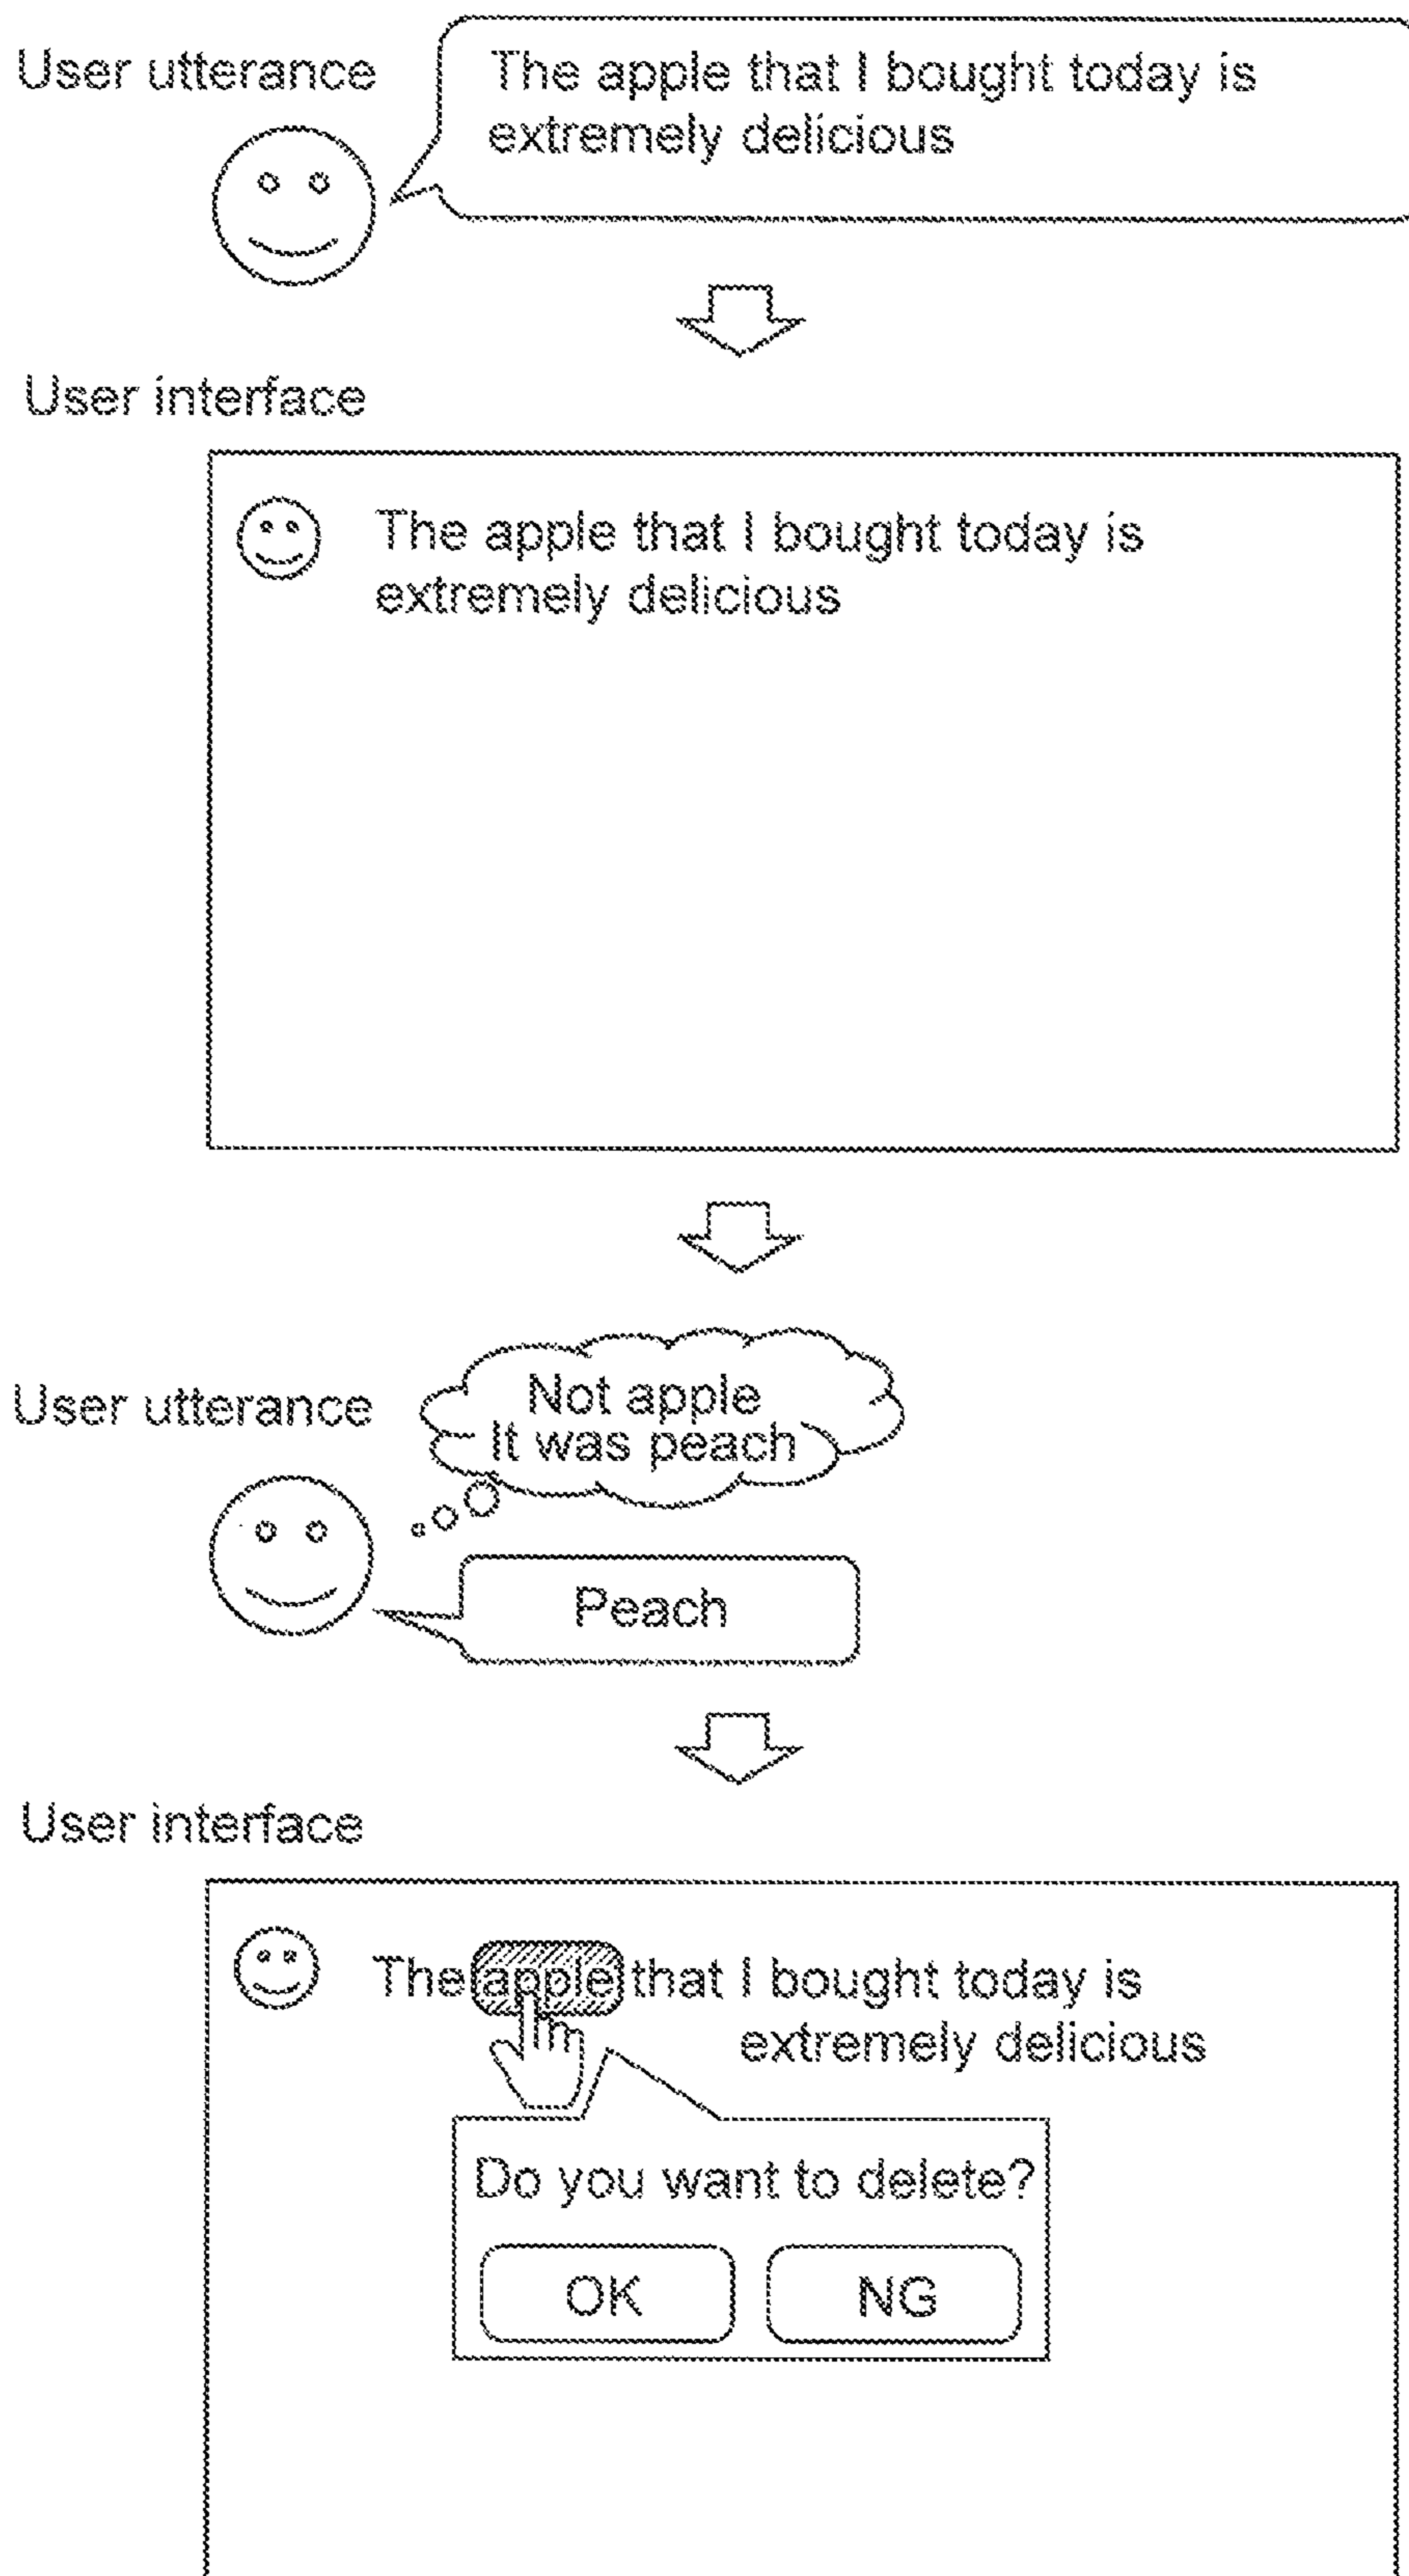 User utterance
The apple that I bought today is
extremely delicious
User interface
The apple that I bought today is
extremely delicious
User utterance
Not apple
It was peach
Peach
User interface
The apple that I bought today is
extremely delicious
Do you want to delete?
OK NG